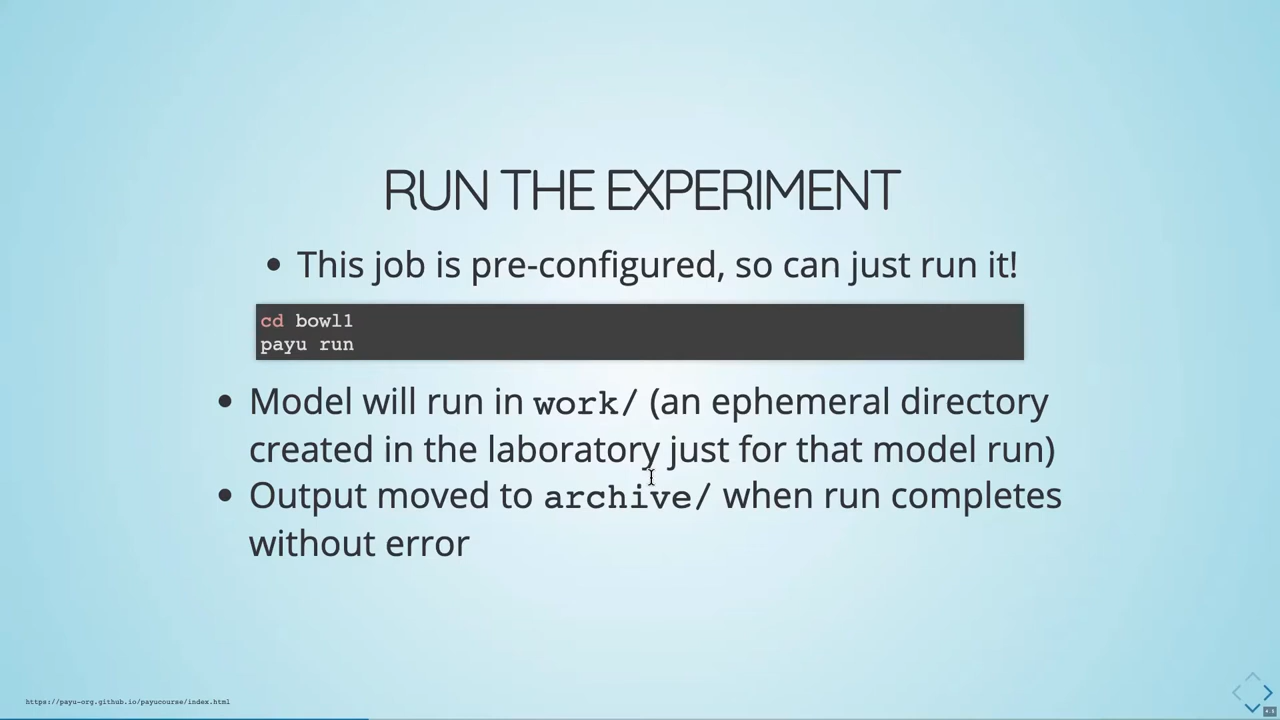 RUN THE EXPERIMENT
• This job is pre-configured, so can just run it!
cd bowl1
payu run
• Model will run in work/ (an ephemeral directory
created in the laboratory just for that model run)
• Output moved to archive/ when run completes
without error
https://payu-org.github.io/payucourse/index.html